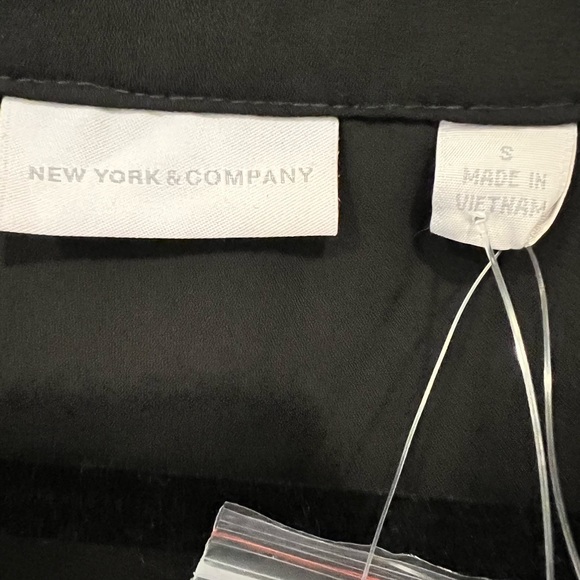 NEW YORK & COMPANY
S
MADE IN
VIETNAM